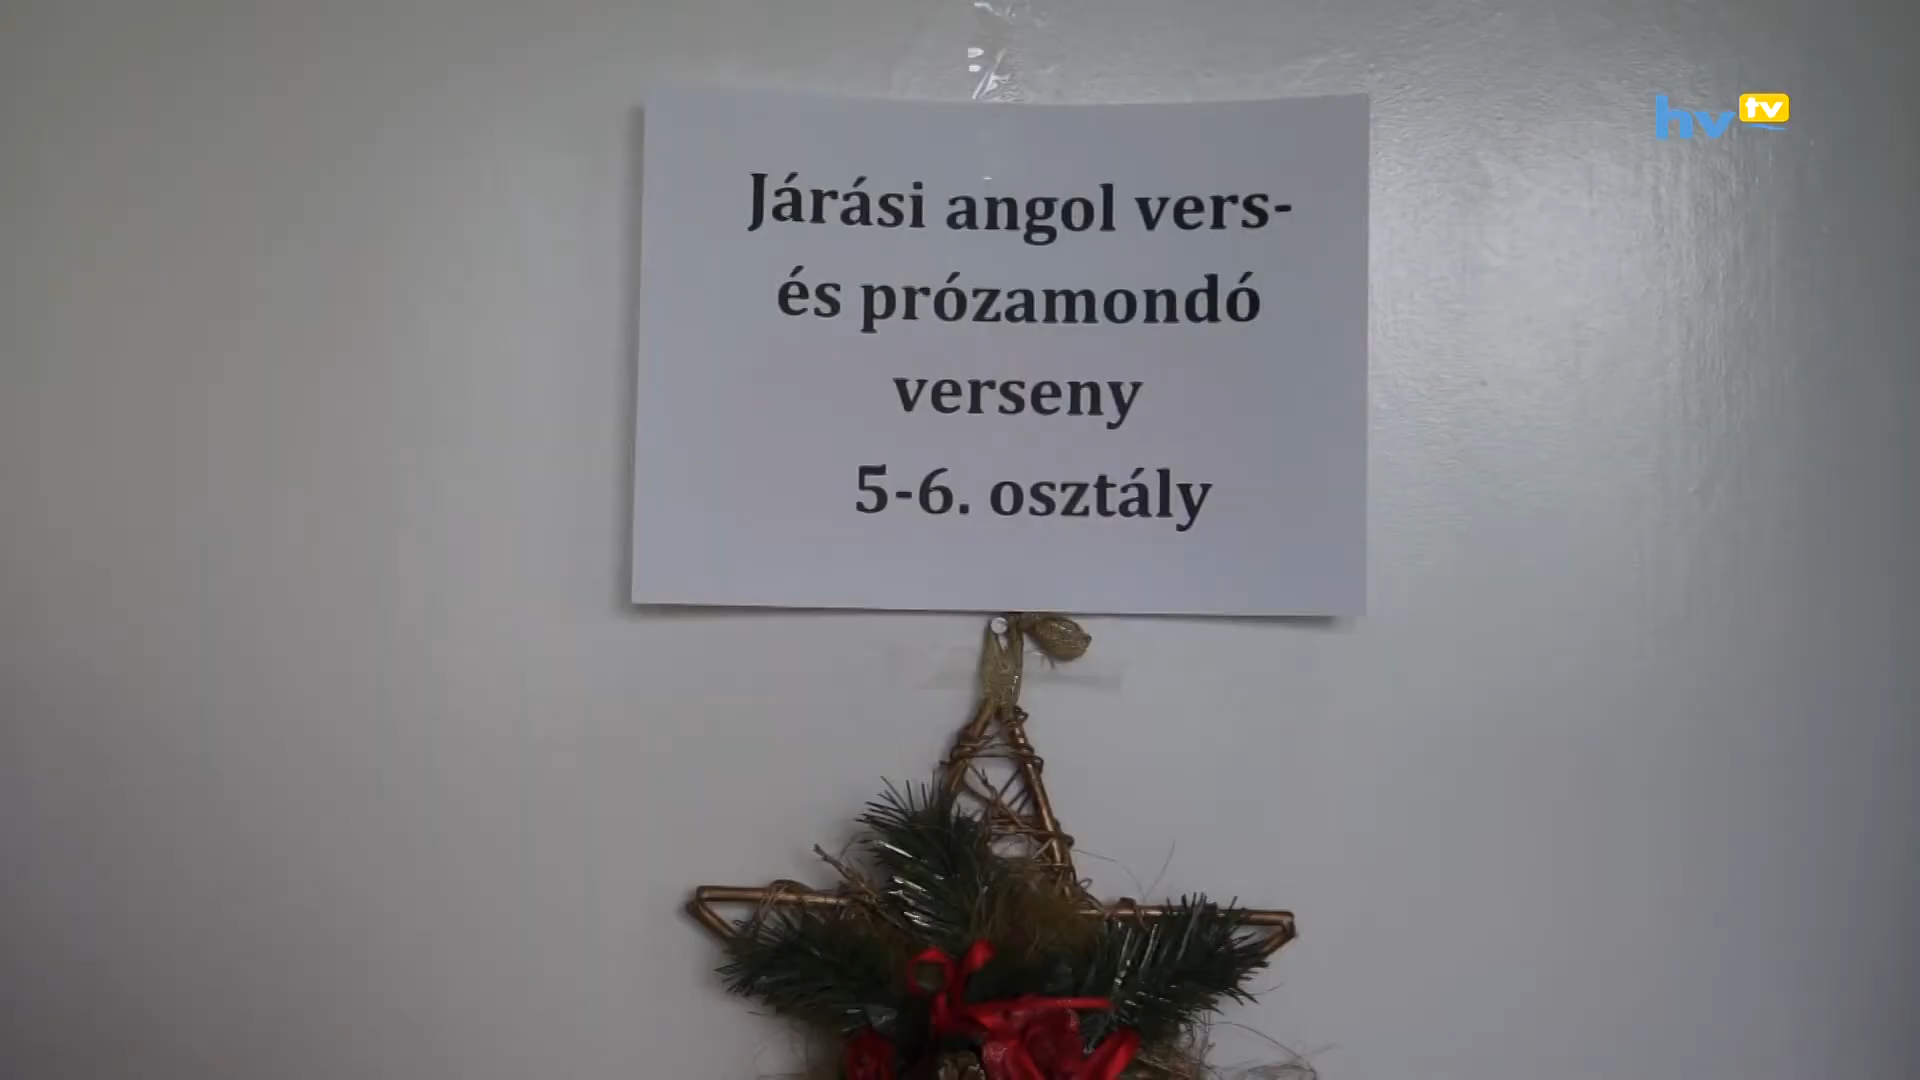 hv tv
Járási angol vers-
és prózamondó
verseny
5-6. osztály